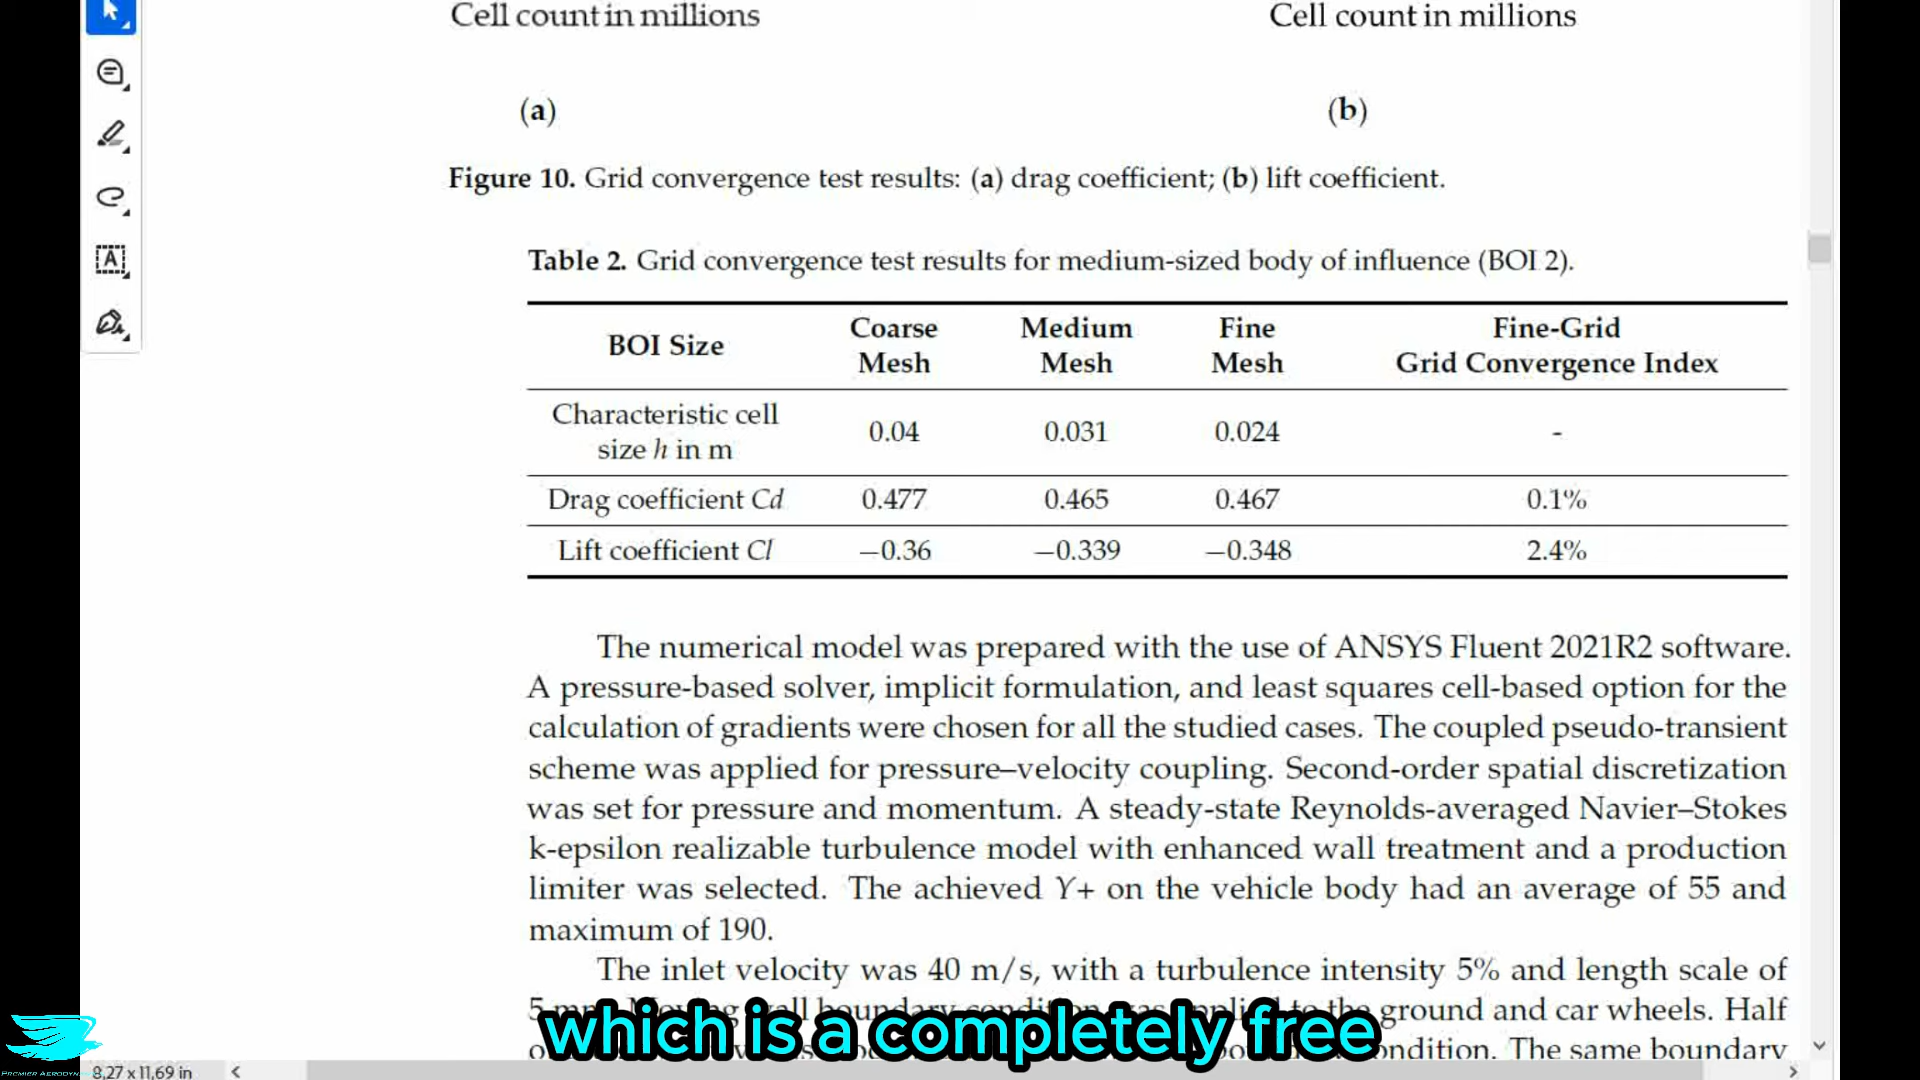 Cell count in millions
Cell count in millions
(a)
(b)
Figure 10. Grid convergence test results: (a) drag coefficient; (b) lift coefficient.
Table 2. Grid convergence test results for medium-sized body of influence (BOI 2).
BOI Size
Coarse Mesh
Medium Mesh
Fine Mesh
Fine-Grid Grid Convergence Index
Characteristic cell size h in m
0.04
0.031
0.024
-
Drag coefficient Cd
0.477
0.465
0.467
0.1%
Lift coefficient Cl
−0.36
−0.339
−0.348
2.4%
The numerical model was prepared with the use of ANSYS Fluent 2021R2 software.
A pressure-based solver, implicit formulation, and least squares cell-based option for the
calculation of gradients were chosen for all the studied cases. The coupled pseudo-transient
scheme was applied for pressure–velocity coupling. Second-order spatial discretization
was set for pressure and momentum. A steady-state Reynolds-averaged Navier–Stokes
k-epsilon realizable turbulence model with enhanced wall treatment and a production
limiter was selected. The achieved Y+ on the vehicle body had an average of 55 and
maximum of 190.
The inlet velocity was 40 m/s, with a turbulence intensity 5% and length scale of
the ground and car wheels. Half
condition. The same boundary
which is a completely free
8,27 x 11,69 in